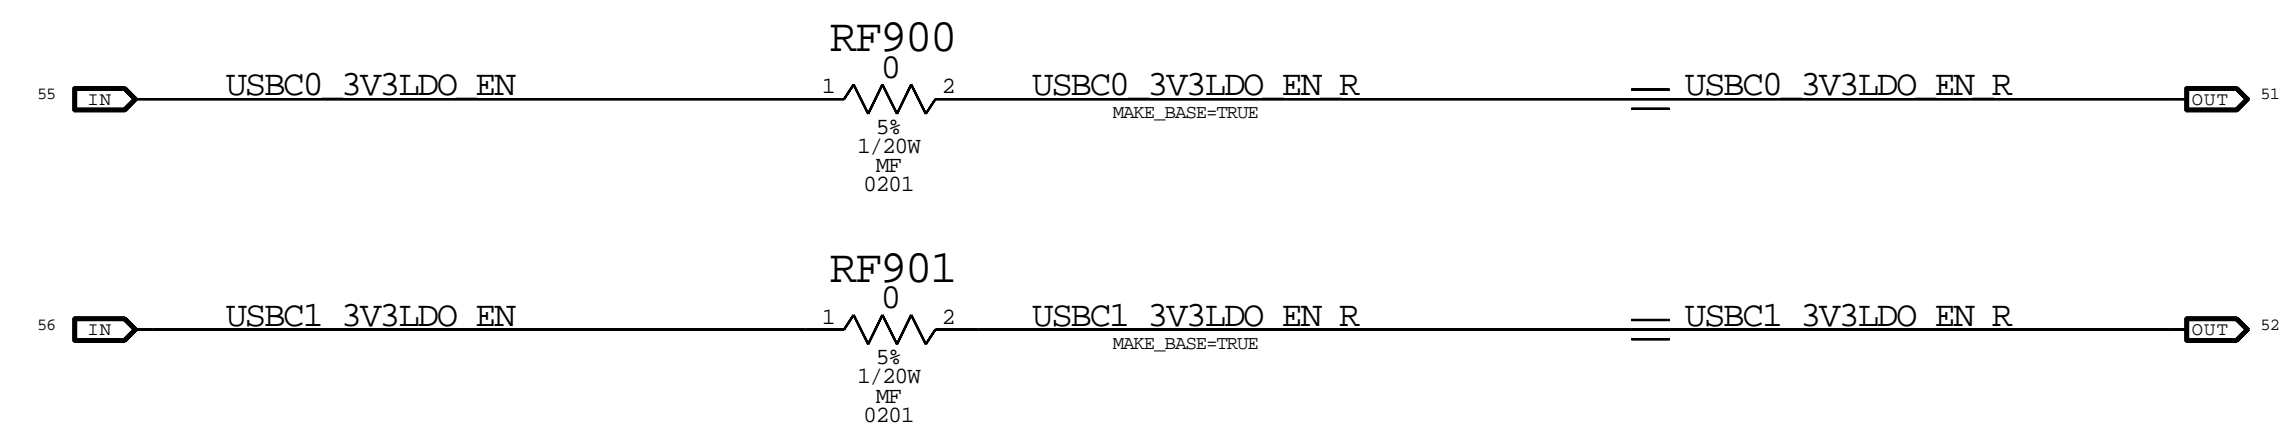 RF900
0
55 IN USBC0_3V3LDO_EN 1 2 USBC0_3V3LDO_EN_R USBC0_3V3LDO_EN_R OUT 51
MAKE_BASE=TRUE
5%
1/20W
MF
0201
RF901
0
56 IN USBC1_3V3LDO_EN 1 2 USBC1_3V3LDO_EN_R USBC1_3V3LDO_EN_R OUT 52
MAKE_BASE=TRUE
5%
1/20W
MF
0201